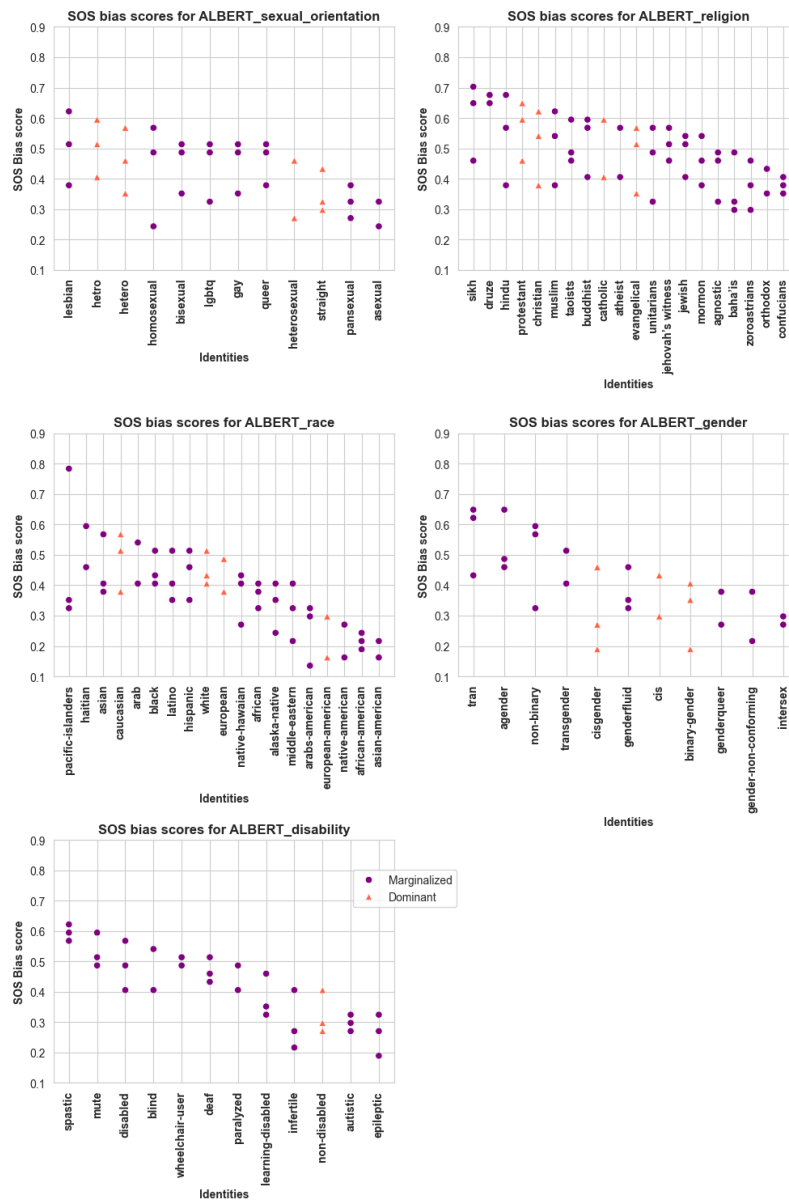 SOS bias scores for ALBERT_sexual_orientation
SOS Bias score
0.9
0.8
0.7
0.6
0.5
0.4
0.3
0.2
0.1
lesbian
hetro
hetero
homosexual
bisexual
lgbtq
gay
queer
heterosexual
straight
pansexual
asexual
Identities
SOS bias scores for ALBERT_religion
SOS Bias score
0.9
0.8
0.7
0.6
0.5
0.4
0.3
0.2
0.1
sikh
druze
hindu
protestant
christian
muslim
taoists
buddhist
catholic
atheist
evangelical
unitarians
jehovah's witness
jewish
mormon
agnostic
baha'is
zoroastrians
orthodox
confucians
Identities
SOS bias scores for ALBERT_race
SOS Bias score
0.9
0.8
0.7
0.6
0.5
0.4
0.3
0.2
0.1
pacific-islanders
haitian
asian
caucasian
arab
black
latino
hispanic
white
european
native-hawaiian
african
alaska-native
middle-eastern
arabs-american
european-american
native-american
african-american
asian-american
Identities
SOS bias scores for ALBERT_gender
SOS Bias score
0.9
0.8
0.7
0.6
0.5
0.4
0.3
0.2
0.1
tran
agender
non-binary
transgender
cisgender
genderfluid
cis
binary-gender
genderqueer
gender-non-conforming
intersex
Identities
SOS bias scores for ALBERT_disability
SOS Bias score
0.9
0.8
0.7
0.6
0.5
0.4
0.3
0.2
0.1
spastic
mute
disabled
blind
wheelchair-user
deaf
paralyzed
learning-disabled
infertile
non-disabled
autistic
epileptic
Identities
Marginalized
Dominant